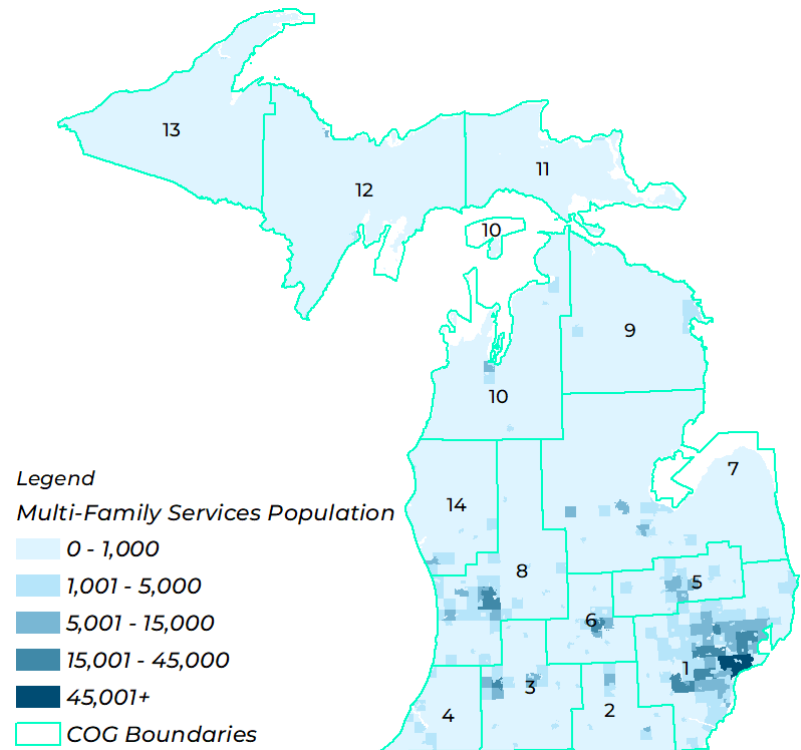 13
12
11
10
9
10
7
14
8
5
6
1
3
4
2
Legend
Multi-Family Services Population
0 - 1,000
1,001 - 5,000
5,001 - 15,000
15,001 - 45,000
45,001+
COG Boundaries